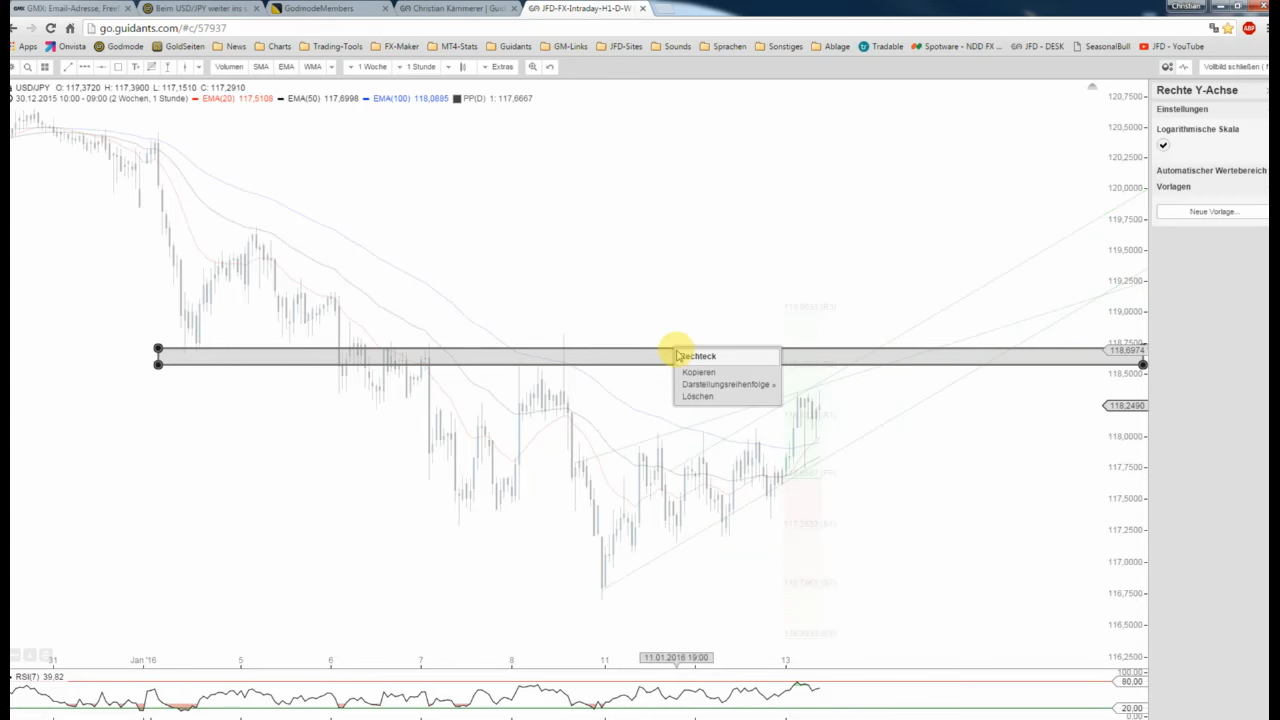 GMX: Email-Adresse, FreeM
Beim USD/JPY weiter ins s
GodmodeMembers
Christian Kämmerer | Guid
JFD-FX-Intraday-H1-D-W
Christian
go.guidants.com/#c/57937
Apps
Onvista
Godmode
GoldSeiten
News
Charts
Trading-Tools
FX-Maker
MT4-Stats
Guidants
GM-Links
JFD-Sites
Sounds
Sprachen
Sonstiges
Ablage
Tradable
Spotware - NDD FX ...
JFD - DESK
SeasonalBull
JFD - YouTube
Volumen
SMA
EMA
WMA
1 Woche
1 Stunde
Extras
Vollbild schließen (
USD/JPY O: 117,3720 H: 117,3900 L: 117,1510 C: 117,2910
30.12.2015 10:00 - 09:00 (2 Wochen, 1 Stunde) EMA(20) 117,5108 EMA(50) 117,6998 EMA(100) 118,0885 PP(D) 1: 117,6667
Rechte Y-Achse
Einstellungen
Logarithmische Skala
Automatischer Wertebereich
Vorlagen
Neue Vorlage...
120,7500
120,5000
120,2500
120,0000
119,7500
119,5000
119,2500
119,0000
118,7500
118,6974
118,5000
118,2490
118,0000
117,7500
117,5000
117,2500
117,0000
116,7500
116,5000
116,2500
Rechteck
Kopieren
Darstellungsreihenfolge »
Löschen
31
Jan '16
5
6
7
8
11
11.01.2016 19:00
13
RSI(7) 39,82
100,00
80,00
20,00
0,00